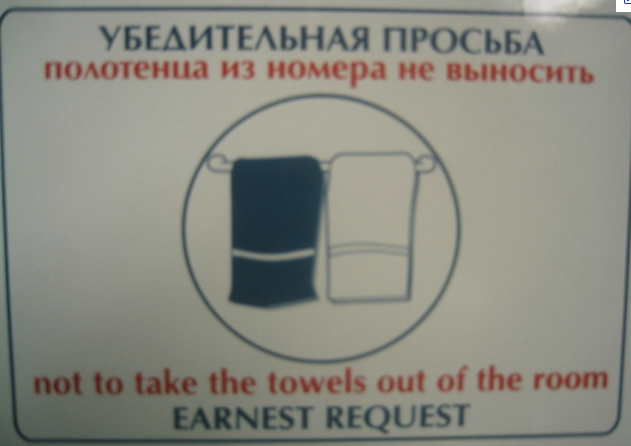 УБЕДИТЕЛЬНАЯ ПРОСЬБА
полотенца из номера не выносить
not to take the towels out of the room
EARNEST REQUEST